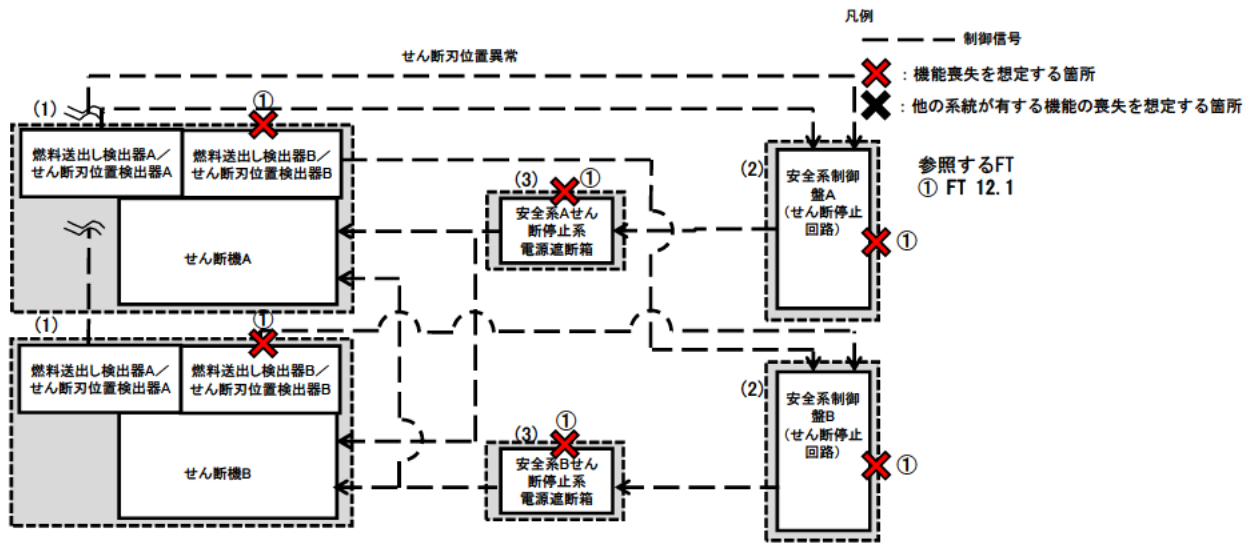 凡例
制御信号
せん断刃位置異常
：機能喪失を想定する箇所
：他の系統が有する機能の喪失を想定する箇所
(1)
①
燃料送出し検出器A／
せん断刃位置検出器A
燃料送出し検出器B／
せん断刃位置検出器B
せん断機A
(3)
①
安全系Aせん
断停止系
電源遮断箱
(2)
安全系制御
盤A
（せん断停止
回路）
①
参照するFT
① FT 12.1
(1)
①
燃料送出し検出器A／
せん断刃位置検出器A
燃料送出し検出器B／
せん断刃位置検出器B
せん断機B
(3)
①
安全系Bせん
断停止系
電源遮断箱
(2)
安全系制御
盤B
（せん断停止
回路）
①